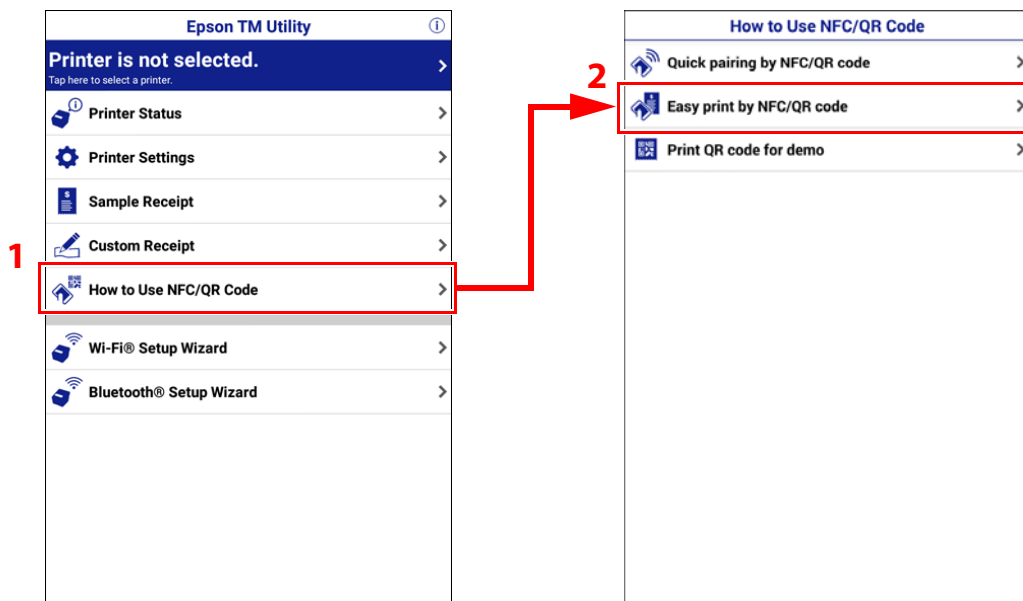 Epson TM Utility
Printer is not selected.
Tap here to select a printer.
Printer Status
Printer Settings
Sample Receipt
Custom Receipt
1
How to Use NFC/QR Code
Wi-Fi® Setup Wizard
Bluetooth® Setup Wizard
How to Use NFC/QR Code
Quick pairing by NFC/QR code
2
Easy print by NFC/QR code
Print QR code for demo